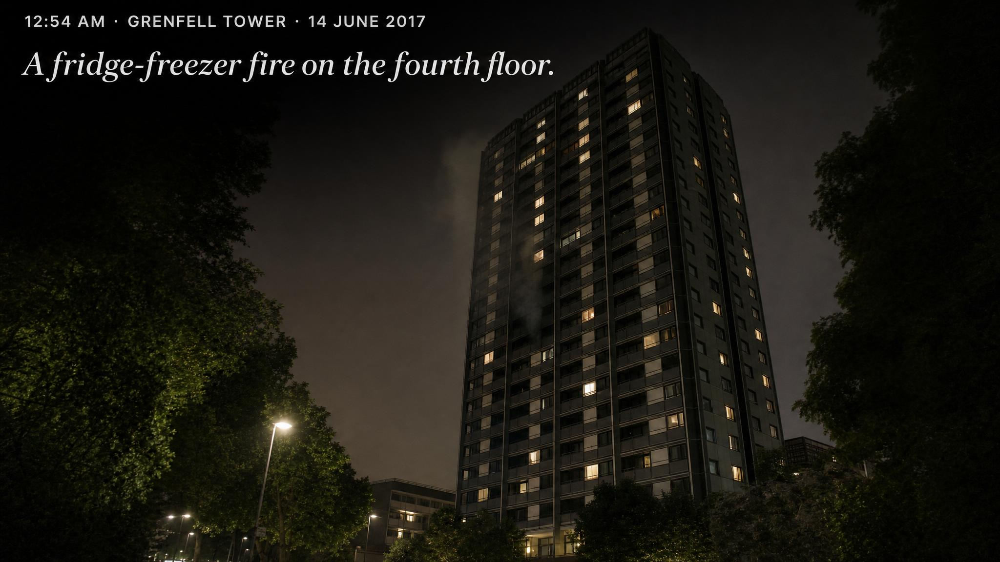 12:54 AM · GRENFELL TOWER · 14 JUNE 2017
A fridge-freezer fire on the fourth floor.